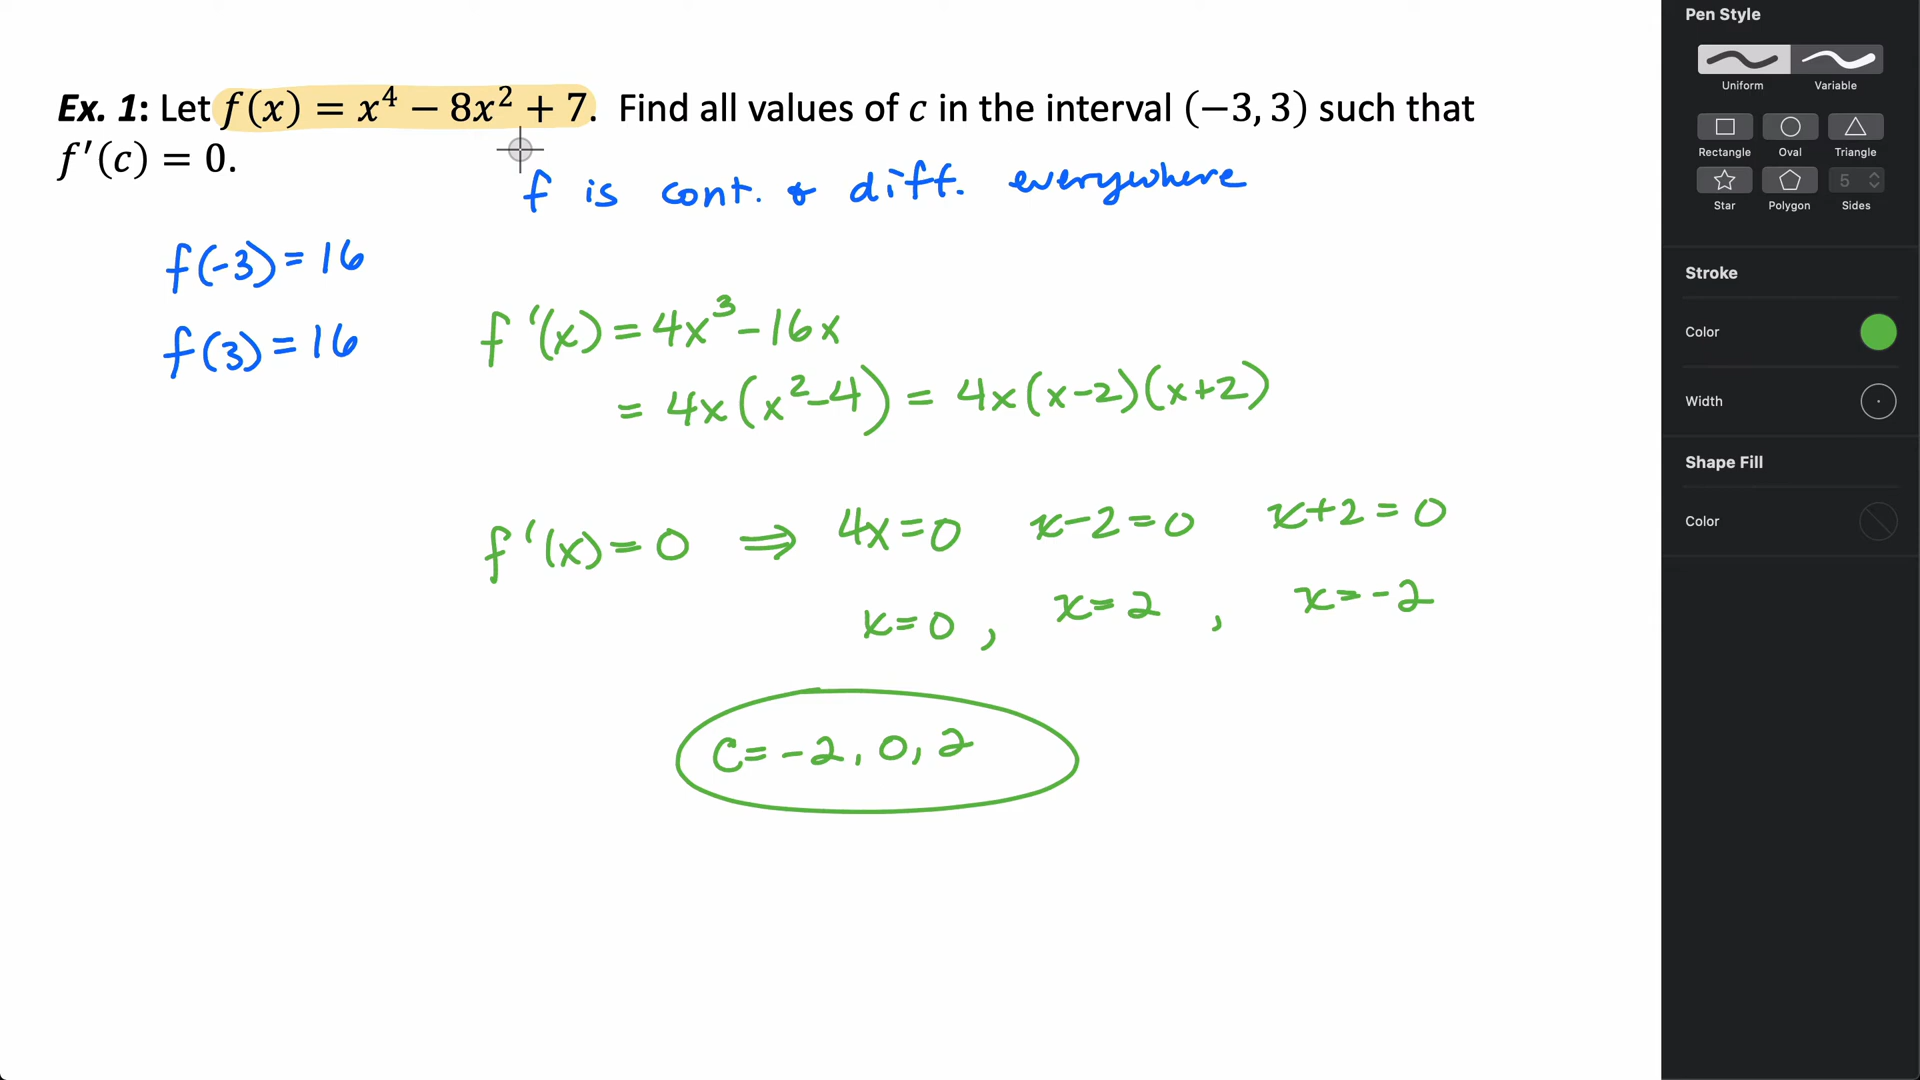 Ex. 1: Let f(x) = x⁴ − 8x² + 7. Find all values of c in the interval (−3, 3) such that
f′(c) = 0.
f is cont. & diff. everywhere
f(-3) = 16
f(3) = 16
f'(x) = 4x³ - 16x
= 4x(x² - 4) = 4x(x-2)(x+2)
f'(x) = 0 ⟹ 4x=0 x-2=0 x+2=0
x=0, x=2, x=-2
C = -2, 0, 2
Pen Style
Uniform Variable
Rectangle Oval Triangle
5
Star Polygon Sides
Stroke
Color
Width
Shape Fill
Color